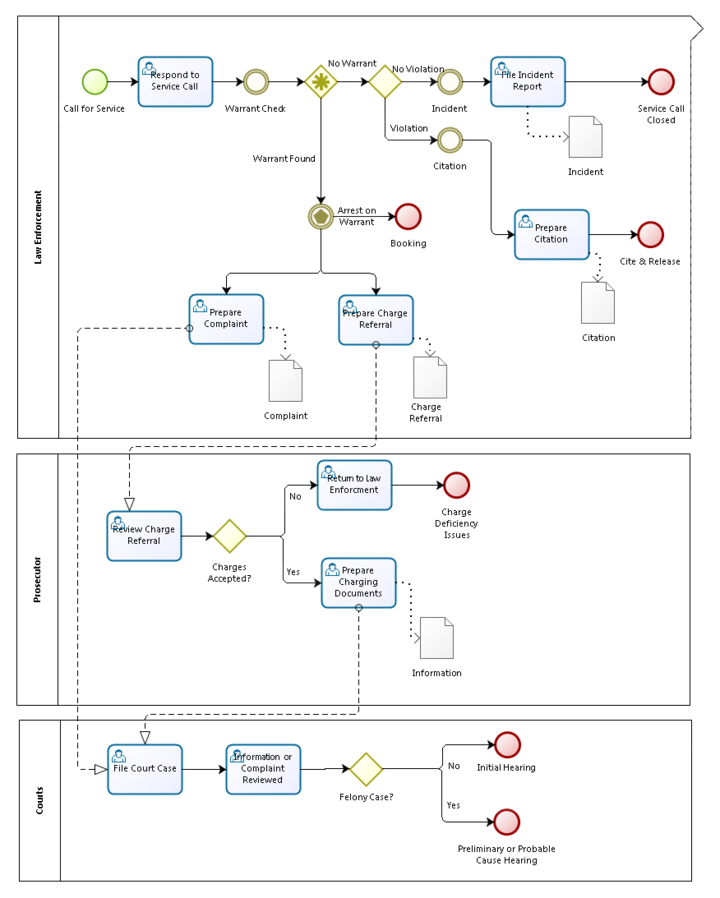 Law Enforcement
Call for Service
Respond to
Service Call
Warrant Check
No Warrant
No Violation
Incident
File Incident
Report
Service Call
Closed
Incident
Violation
Citation
Warrant Found
Arrest on
Warrant
Booking
Prepare
Citation
Cite & Release
Citation
Prepare
Complaint
Complaint
Prepare Charge
Referral
Charge
Referral
Prosecutor
Review Charge
Referral
Charges
Accepted?
No
Return to Law
Enforcment
Charge
Deficiency
Issues
Yes
Prepare
Charging
Documents
Information
Courts
File Court Case
Information or
Complaint
Reviewed
Felony Case?
No
Initial Hearing
Yes
Preliminary or Probable
Cause Hearing